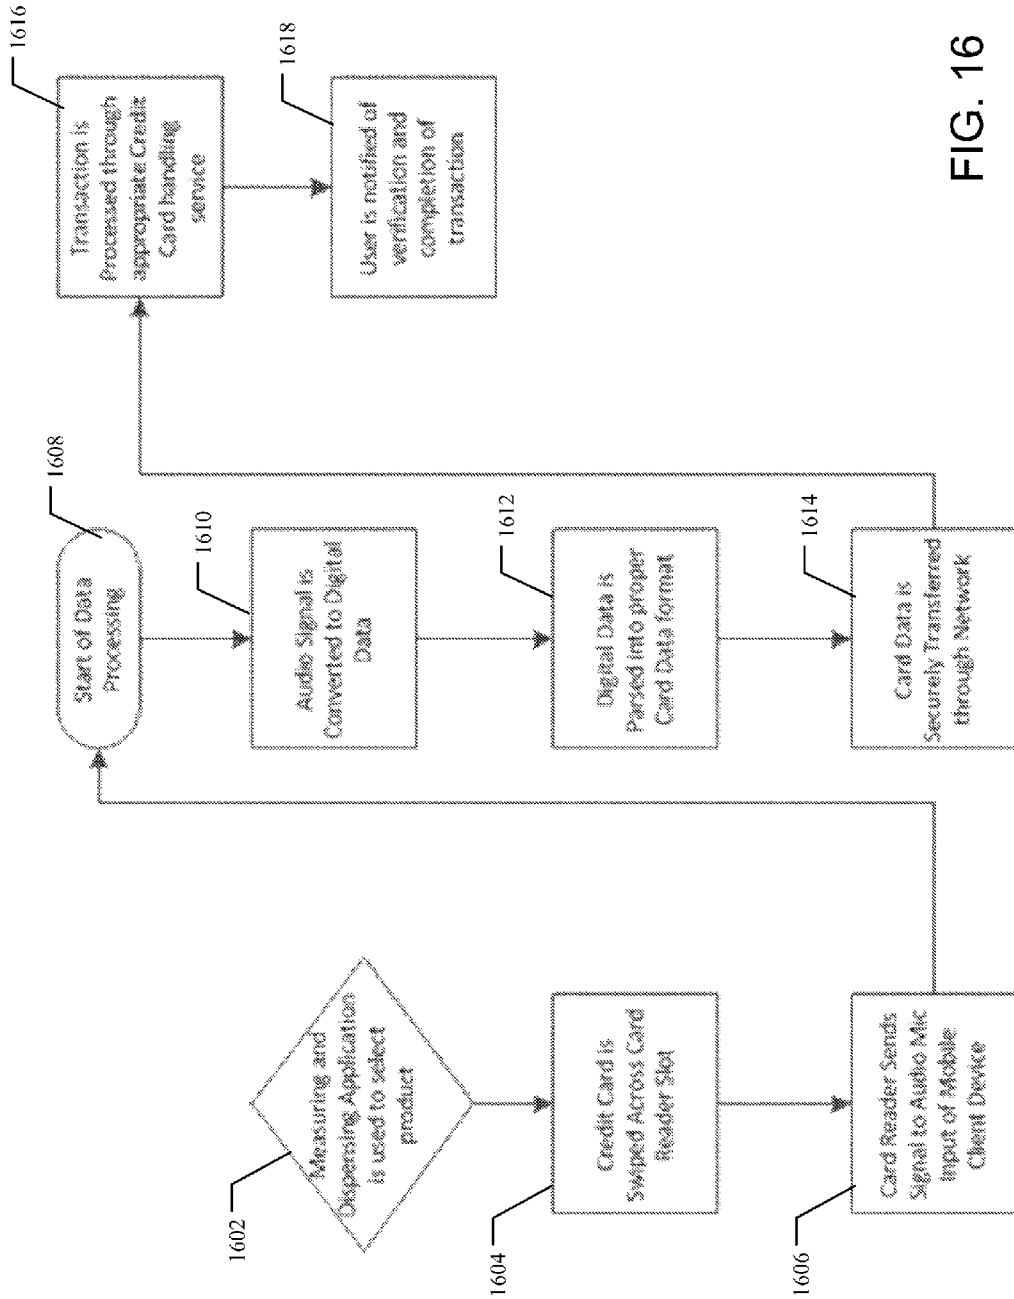 1602
Measuring and
Dispensing Application
is used to select
product
1604
Credit Card is
Swiped Across Card
Reader Slot
1606
Card Reader Sends
Signal to Audio Mic
Input of Mobile
Client Device
1608
Start of Data
Processing
1610
Audio Signal is
Converted to Digital
Data
1612
Digital Data is
Parsed into proper
Card Data format
1614
Card Data is
Securely Transferred
through Network
1616
Transaction is
Processed through
appropriate Credit
Card handling
service
1618
User is notified of
verification and
completion of
transaction
FIG. 16